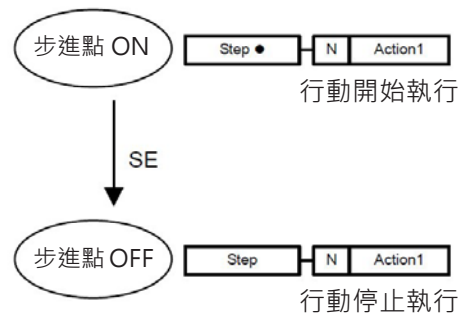 步進點 ON
Step ● N Action1
行動開始執行
SE
步進點 OFF
Step N Action1
行動停止執行